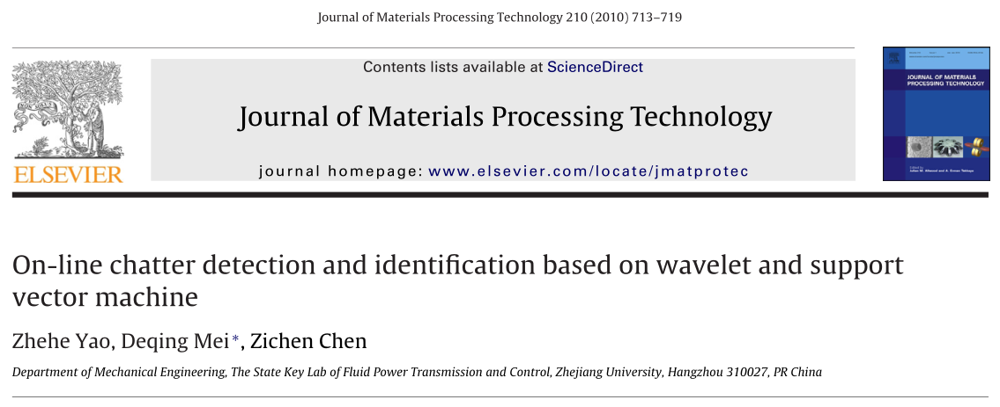 Journal of Materials Processing Technology 210 (2010) 713–719
Contents lists available at ScienceDirect
Journal of Materials Processing Technology
journal homepage: www.elsevier.com/locate/jmatprotec
ELSEVIER
JOURNAL OF MATERIALS
PROCESSING TECHNOLOGY
On-line chatter detection and identification based on wavelet and support
vector machine
Zhehe Yao, Deqing Mei*, Zichen Chen
Department of Mechanical Engineering, The State Key Lab of Fluid Power Transmission and Control, Zhejiang University, Hangzhou 310027, PR China